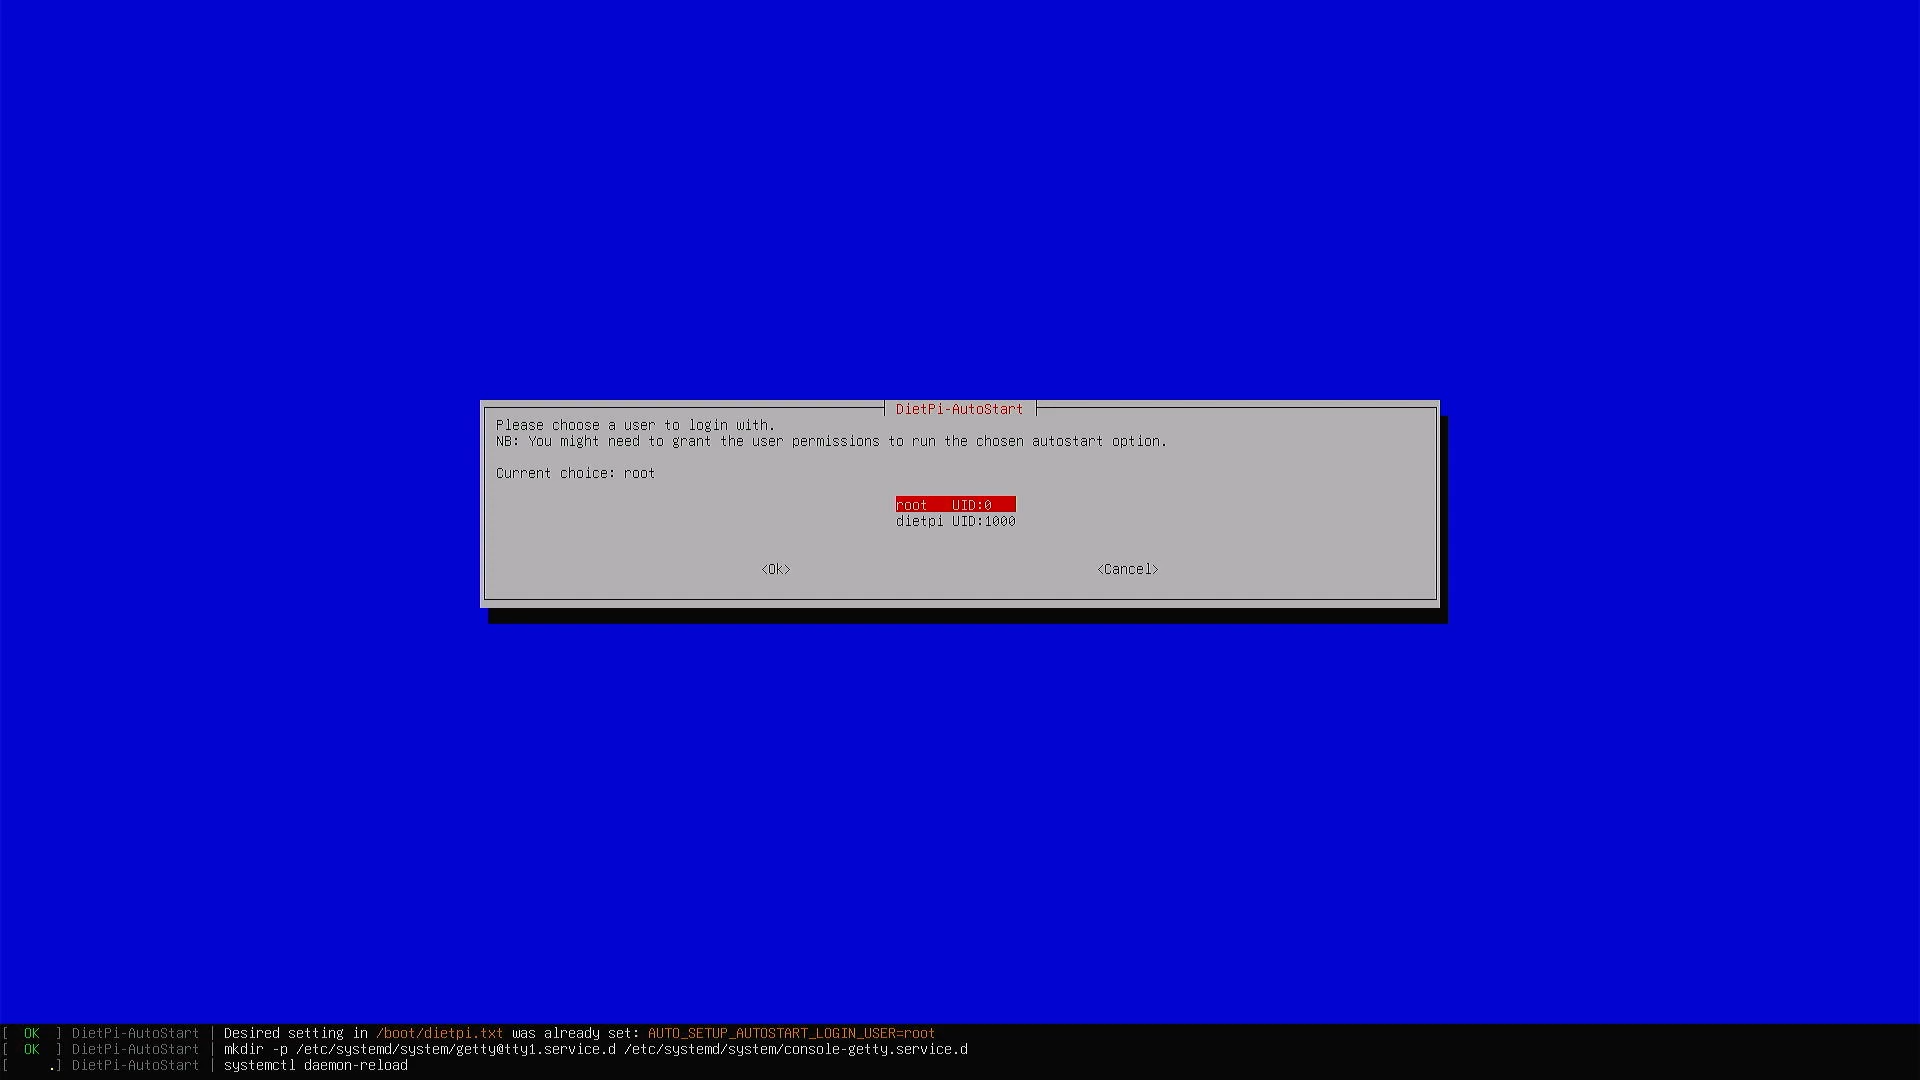 DietPi-AutoStart
Please choose a user to login with.
NB: You might need to grant the user permissions to run the chosen autostart option.
Current choice: root
root   UID:0
dietpi UID:1000
<Ok>
<Cancel>
[  OK  ] DietPi-AutoStart | Desired setting in /boot/dietpi.txt was already set: AUTO_SETUP_AUTOSTART_LOGIN_USER=root
[  OK  ] DietPi-AutoStart | mkdir -p /etc/systemd/system/getty@tty1.service.d /etc/systemd/system/console-getty.service.d
[     .] DietPi-AutoStart | systemctl daemon-reload